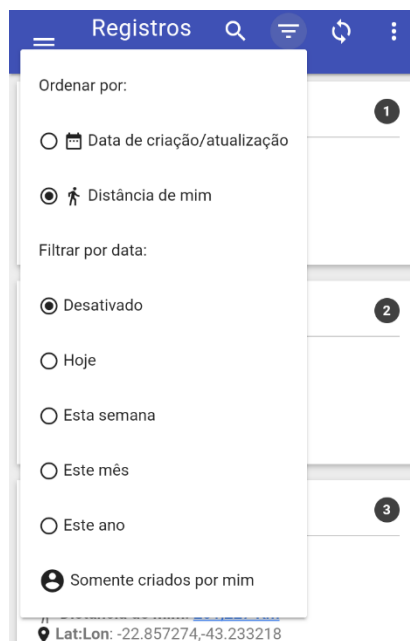 Registros
Ordenar por:
Data de criação/atualização
Distância de mim
Filtrar por data:
Desativado
Hoje
Esta semana
Este mês
Este ano
Somente criados por mim
1
2
3
Lat:Lon: -22.857274,-43.233218